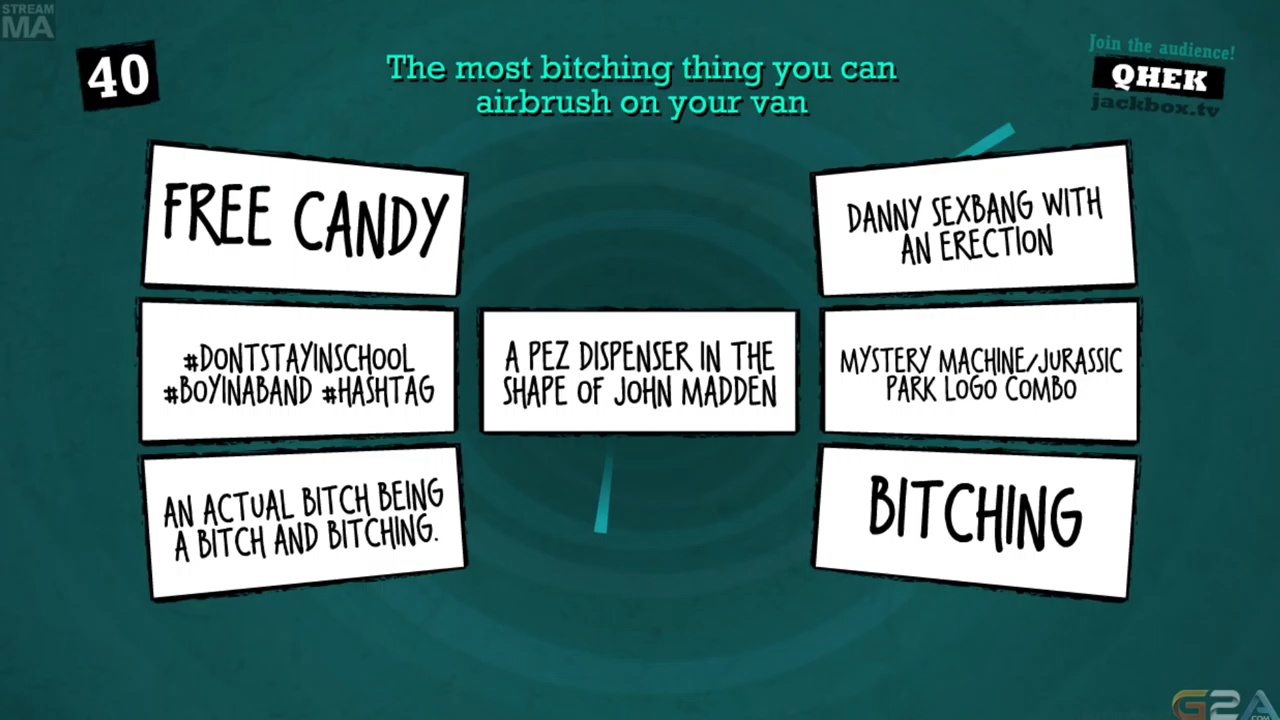 STREAM
MA
40
The most bitching thing you can
airbrush on your van
Join the audience!
QHEK
jackbox.tv
FREE CANDY
DANNY SEXBANG WITH
AN ERECTION
#DONTSTAYINSCHOOL
#BOYINABAND #HASHTAG
A PEZ DISPENSER IN THE
SHAPE OF JOHN MADDEN
MYSTERY MACHINE/JURASSIC
PARK LOGO COMBO
AN ACTUAL BITCH BEING
A BITCH AND BITCHING.
BITCHING
G2A
.COM